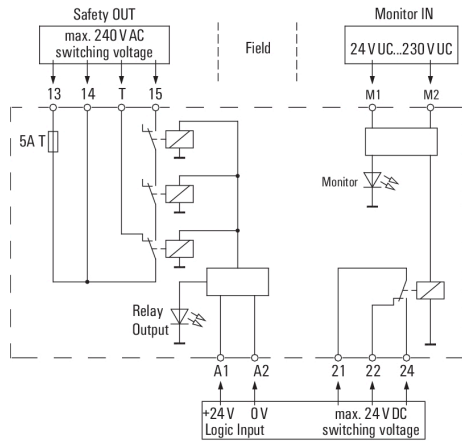 Safety OUT
Monitor IN
max. 240 V AC
switching voltage
Field
24 V UC...230 V UC
13
14
T
15
M1
M2
5A T
Monitor
Relay
Output
A1
A2
21
22
24
+24 V
0 V
Logic Input
max. 24 V DC
switching voltage